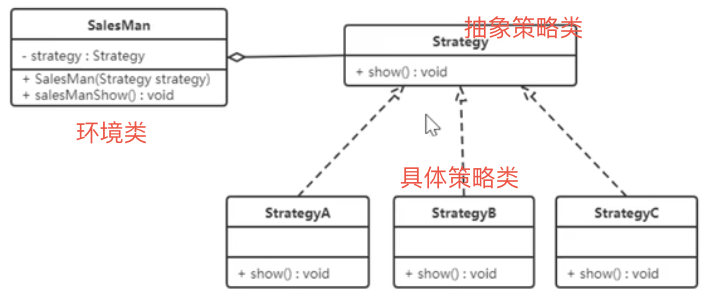 SalesMan
- strategy : Strategy
+ SalesMan(Strategy strategy)
+ salesManShow() : void
环境类
抽象策略类
Strategy
+ show() : void
具体策略类
StrategyA
+ show() : void
StrategyB
+ show() : void
StrategyC
+ show() : void